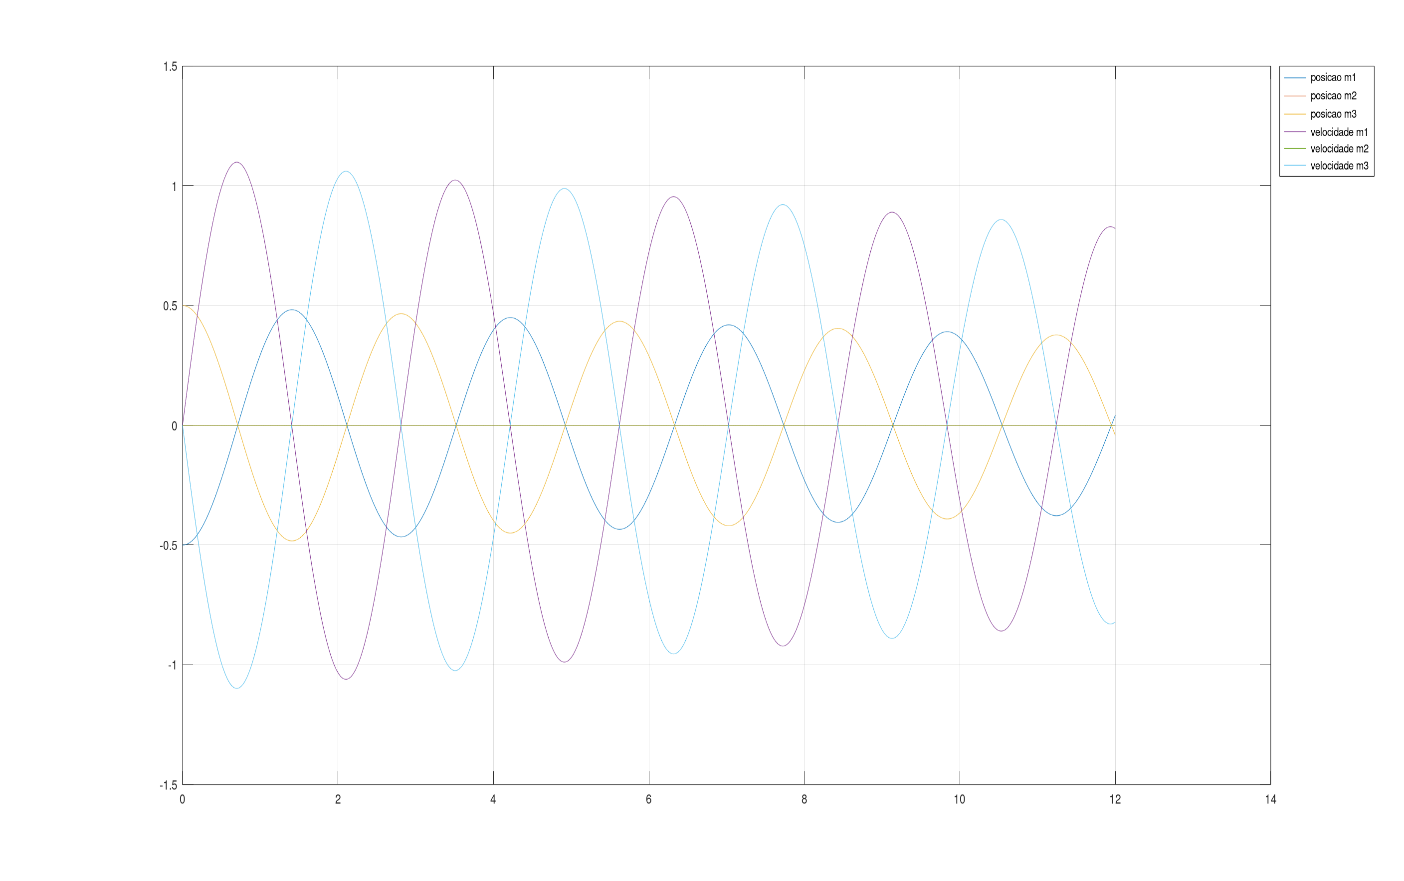 1.5
1
0.5
0
-0.5
-1
-1.5
0 2 4 6 8 10 12 14
posicao m1
posicao m2
posicao m3
velocidade m1
velocidade m2
velocidade m3